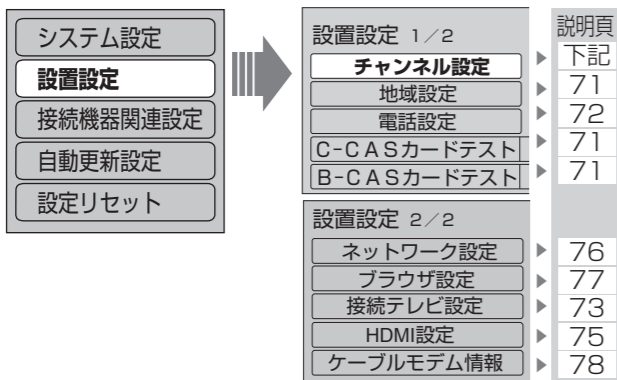 システム設定
設置設定
接続機器関連設定
自動更新設定
設定リセット
説明頁
設置設定 1／2
チャンネル設定 下記
地域設定 71
電話設定 72
C-CASカードテスト 71
B-CASカードテスト 71
設置設定 2／2
ネットワーク設定 76
ブラウザ設定 77
接続テレビ設定 73
HDMI設定 75
ケーブルモデム情報 78